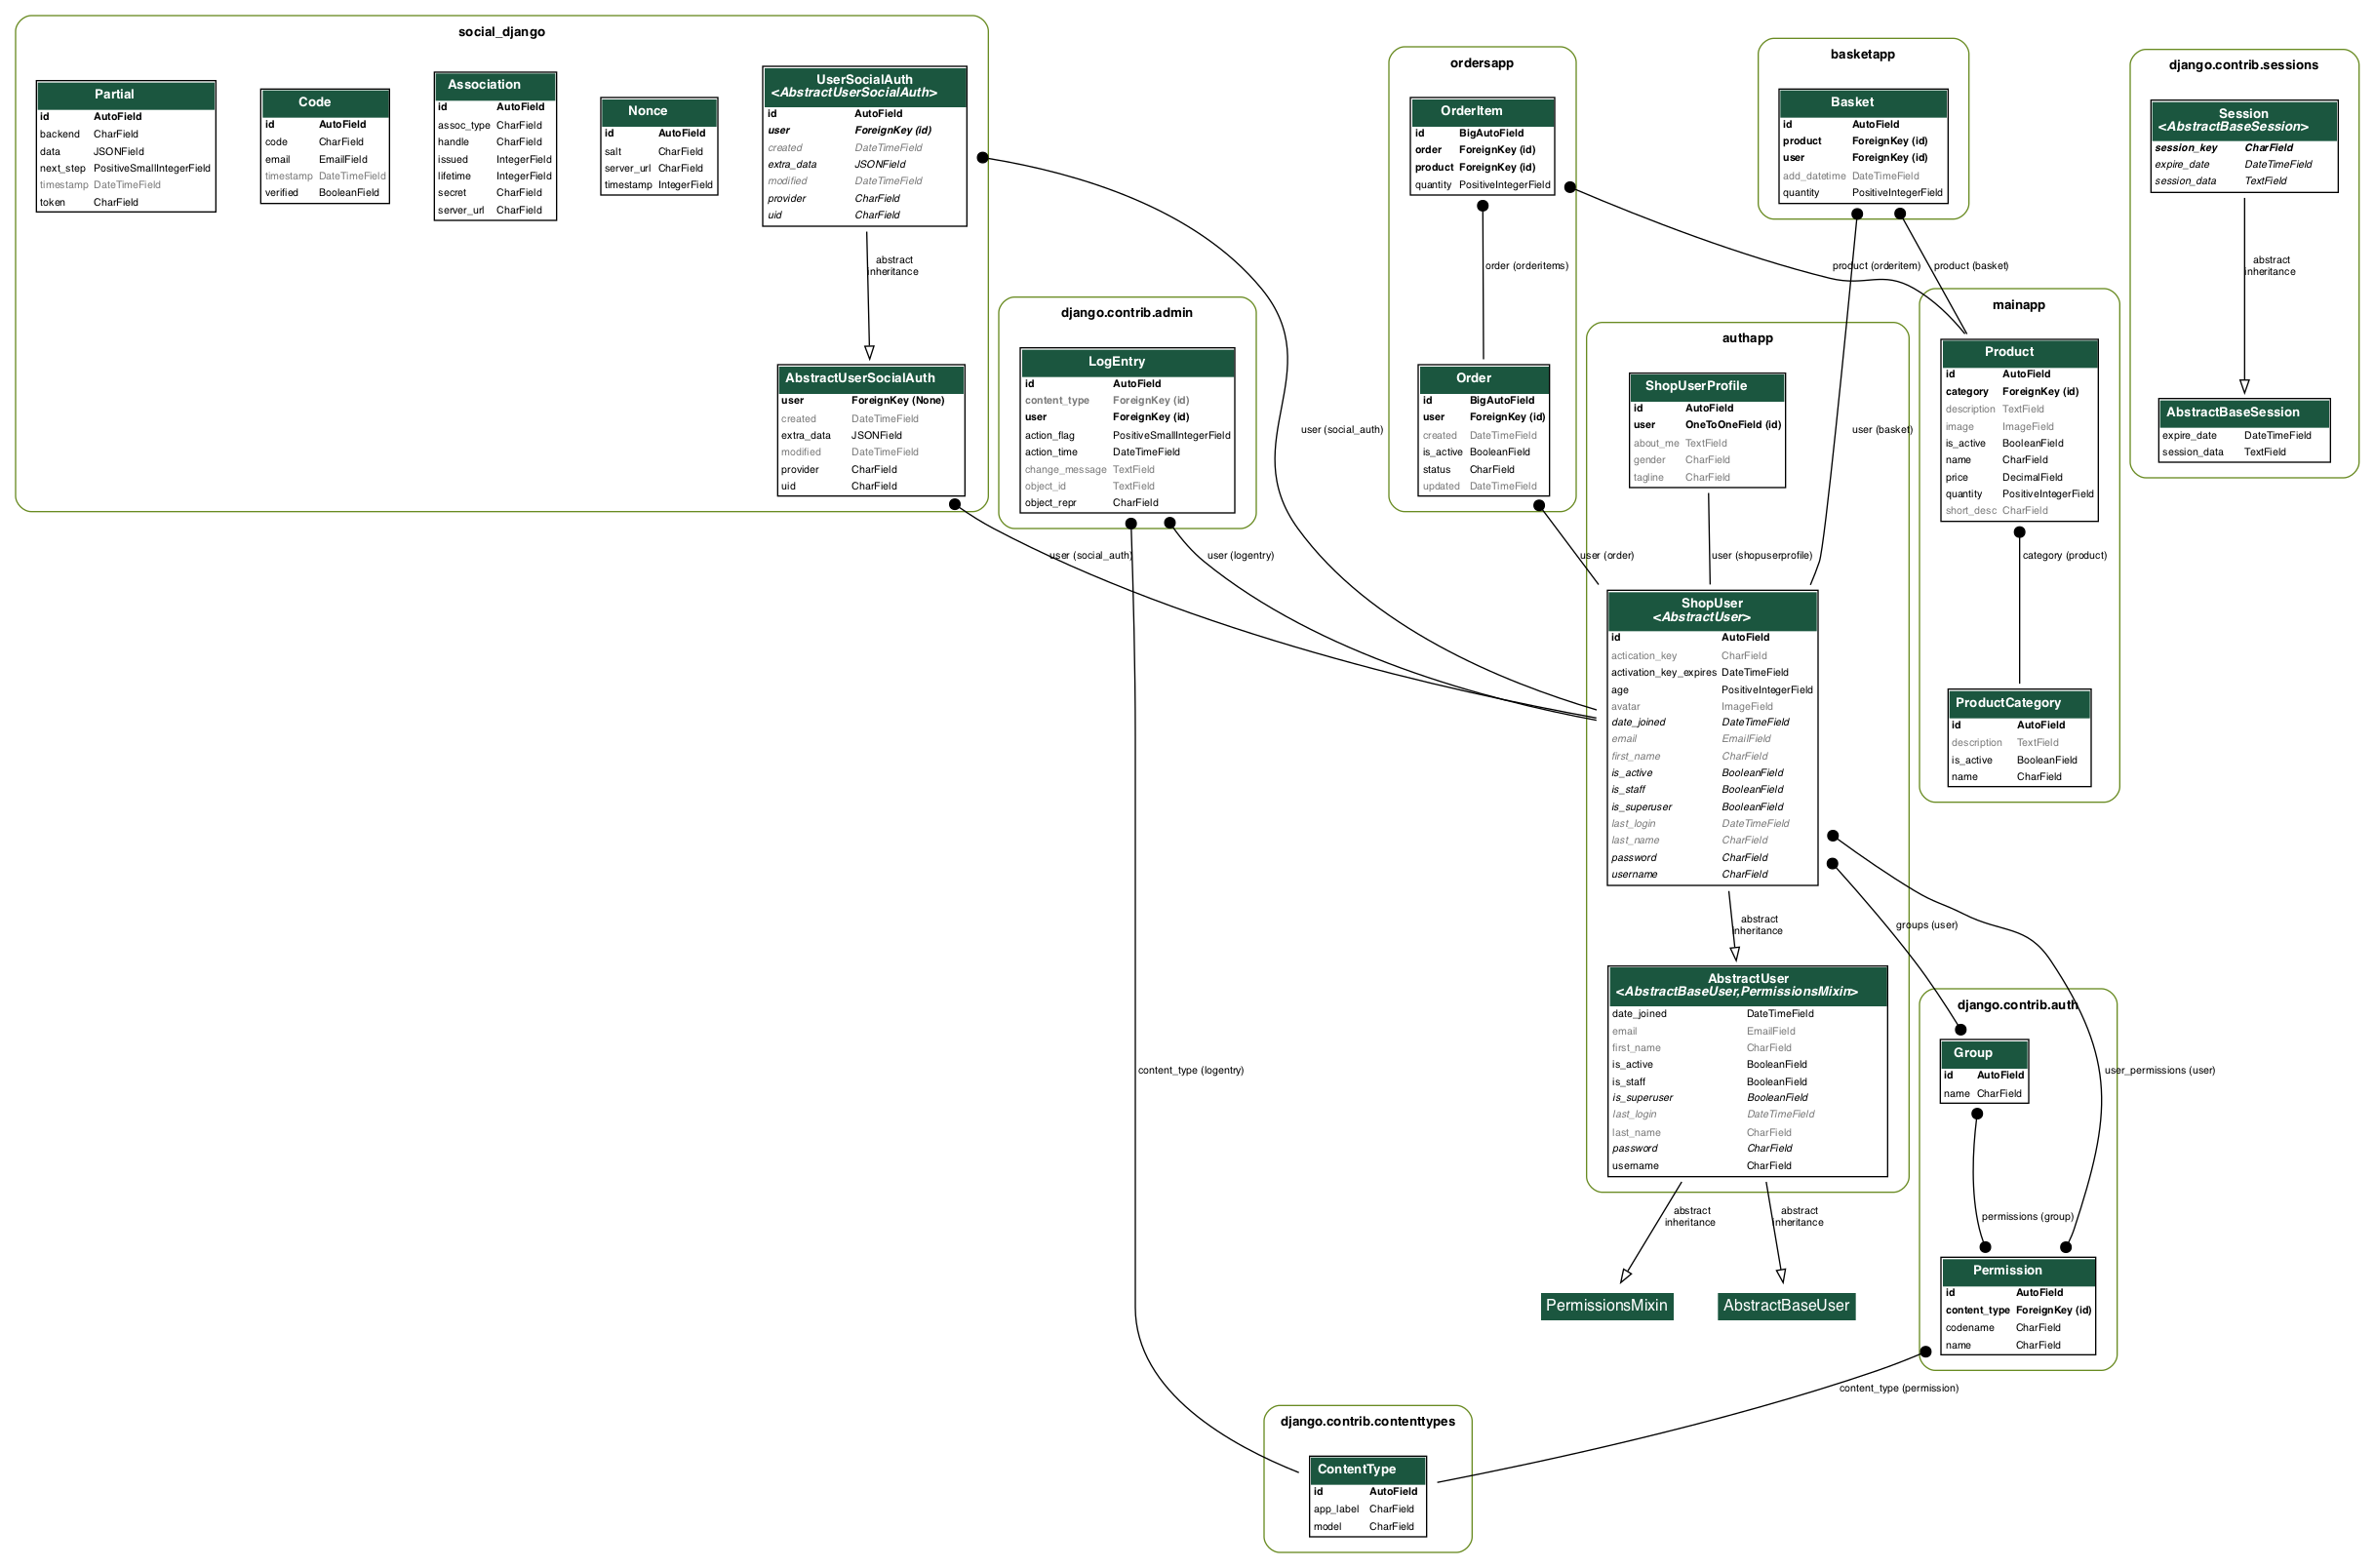 social_django
Partial
id AutoField
backend CharField
data JSONField
next_step PositiveSmallIntegerField
timestamp DateTimeField
token CharField
Code
id AutoField
code CharField
email EmailField
timestamp DateTimeField
verified BooleanField
Association
id AutoField
assoc_type CharField
handle CharField
issued IntegerField
lifetime IntegerField
secret CharField
server_url CharField
Nonce
id AutoField
salt CharField
server_url CharField
timestamp IntegerField
UserSocialAuth
<AbstractUserSocialAuth>
id AutoField
user ForeignKey (id)
created DateTimeField
extra_data JSONField
modified DateTimeField
provider CharField
uid CharField
abstract
inheritance
AbstractUserSocialAuth
user ForeignKey (None)
created DateTimeField
extra_data JSONField
modified DateTimeField
provider CharField
uid CharField
django.contrib.admin
LogEntry
id AutoField
content_type ForeignKey (id)
user ForeignKey (id)
action_flag PositiveSmallIntegerField
action_time DateTimeField
change_message TextField
object_id TextField
object_repr CharField
user (social_auth)
user (social_auth)
user (logentry)
ordersapp
OrderItem
id BigAutoField
order ForeignKey (id)
product ForeignKey (id)
quantity PositiveIntegerField
order (orderitems)
Order
id BigAutoField
user ForeignKey (id)
created DateTimeField
is_active BooleanField
status CharField
updated DateTimeField
user (order)
basketapp
Basket
id AutoField
product ForeignKey (id)
user ForeignKey (id)
add_datetime DateTimeField
quantity PositiveIntegerField
product (orderitem)
product (basket)
user (basket)
django.contrib.sessions
Session
<AbstractBaseSession>
session_key CharField
expire_date DateTimeField
session_data TextField
abstract
inheritance
AbstractBaseSession
expire_date DateTimeField
session_data TextField
mainapp
Product
id AutoField
category ForeignKey (id)
description TextField
image ImageField
is_active BooleanField
name CharField
price DecimalField
quantity PositiveIntegerField
short_desc CharField
category (product)
ProductCategory
id AutoField
description TextField
is_active BooleanField
name CharField
authapp
ShopUserProfile
id AutoField
user OneToOneField (id)
about_me TextField
gender CharField
tagline CharField
user (shopuserprofile)
ShopUser
<AbstractUser>
id AutoField
actication_key CharField
activation_key_expires DateTimeField
age PositiveIntegerField
avatar ImageField
date_joined DateTimeField
email EmailField
first_name CharField
is_active BooleanField
is_staff BooleanField
is_superuser BooleanField
last_login DateTimeField
last_name CharField
password CharField
username CharField
abstract
inheritance
AbstractUser
<AbstractBaseUser,PermissionsMixin>
date_joined DateTimeField
email EmailField
first_name CharField
is_active BooleanField
is_staff BooleanField
is_superuser BooleanField
last_login DateTimeField
last_name CharField
password CharField
username CharField
abstract
inheritance
abstract
inheritance
PermissionsMixin
AbstractBaseUser
groups (user)
user_permissions (user)
django.contrib.auth
Group
id AutoField
name CharField
permissions (group)
Permission
id AutoField
content_type ForeignKey (id)
codename CharField
name CharField
content_type (logentry)
content_type (permission)
django.contrib.contenttypes
ContentType
id AutoField
app_label CharField
model CharField